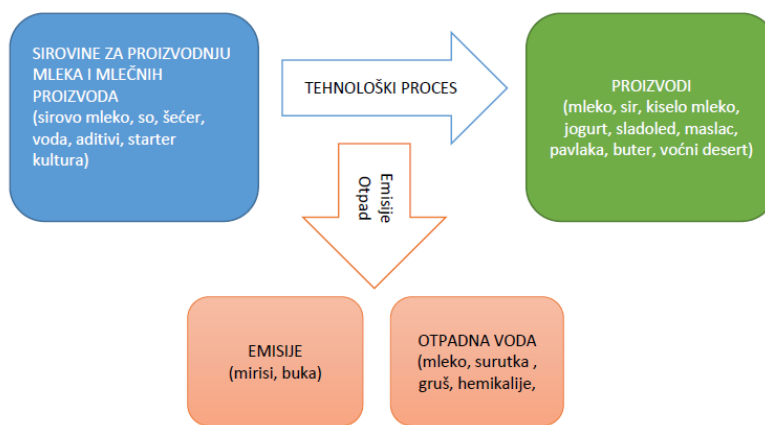 SIROVINE ZA PROIZVODNJU
MLEKA I MLEČNIH
PROIZVODA
(sirovo mleko, so, šećer,
voda, aditivi, starter
kultura)
TEHNOLOŠKI PROCES
PROIZVODI
(mleko, sir, kiselo mleko,
jogurt, sladoled, maslac,
pavlaka, buter, voćni desert)
Emisije
Otpad
EMISIJE
(mirisi, buka)
OTPADNA VODA
(mleko, surutka ,
gruš, hemikalije,